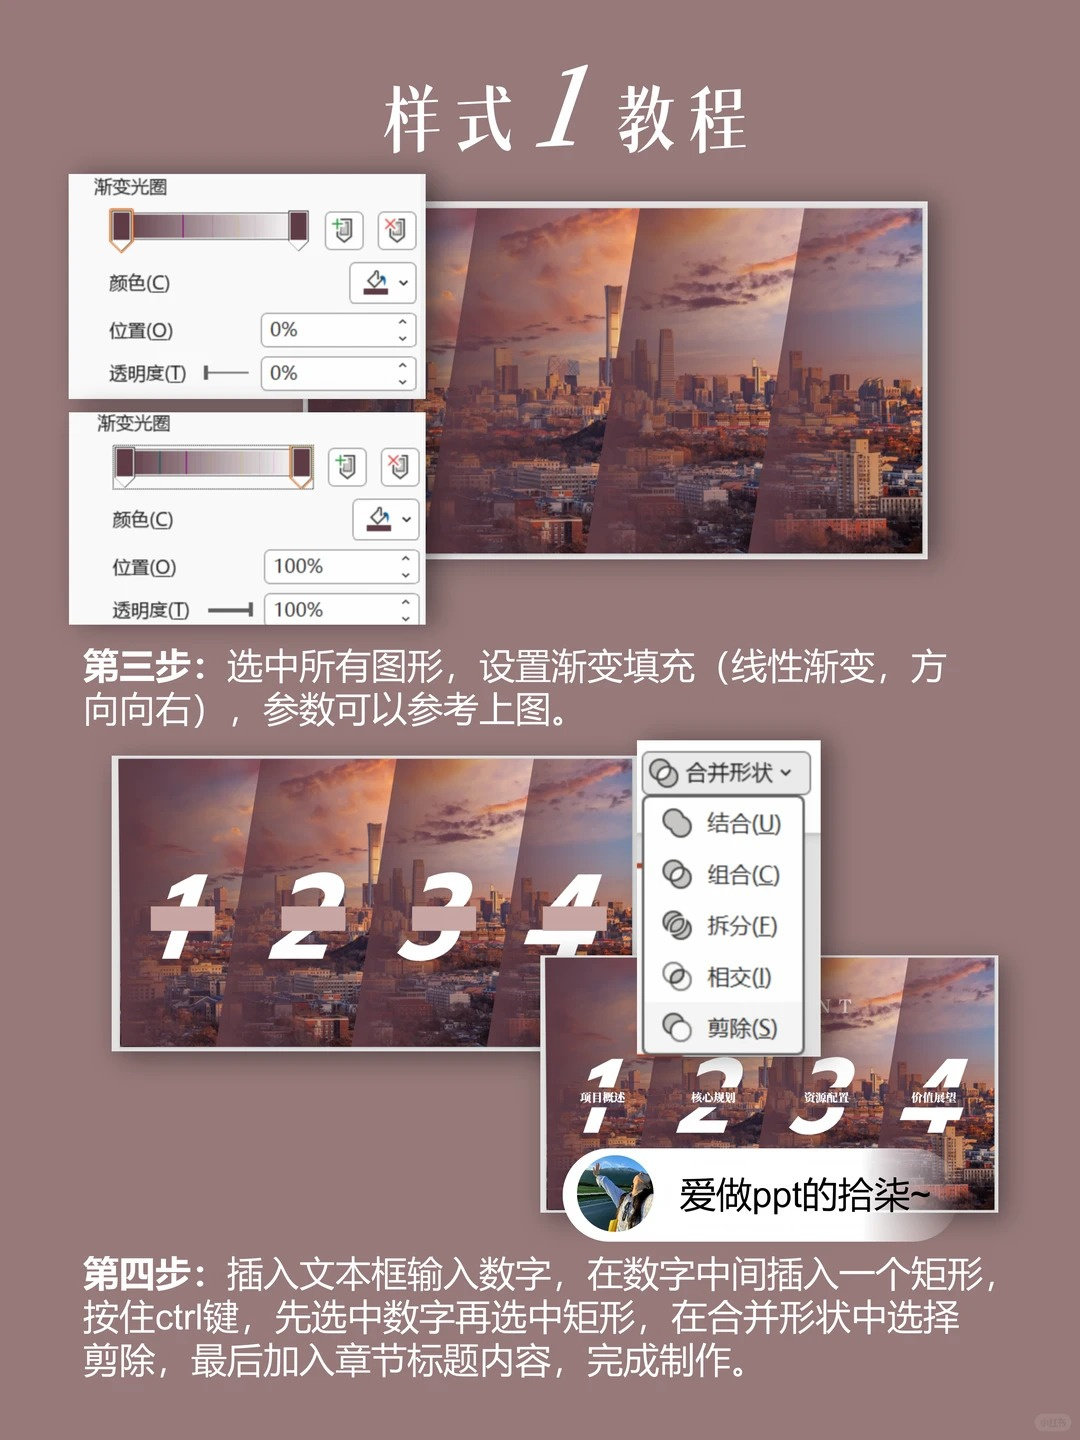 样式1教程
渐变光圈
颜色(C)
位置(O) 0%
透明度(T) 0%
渐变光圈
颜色(C)
位置(O) 100%
透明度(T) 100%
第三步：选中所有图形，设置渐变填充（线性渐变，方
向向右），参数可以参考上图。
合并形状
结合(U)
组合(C)
拆分(F)
相交(I)
剪除(S)
1 2 3 4
NT
1 2 3 4
项目概述 核心规划 资源配置 价值展望
爱做ppt的拾柒~
第四步：插入文本框输入数字，在数字中间插入一个矩形，
按住ctrl键，先选中数字再选中矩形，在合并形状中选择
剪除，最后加入章节标题内容，完成制作。
小红书